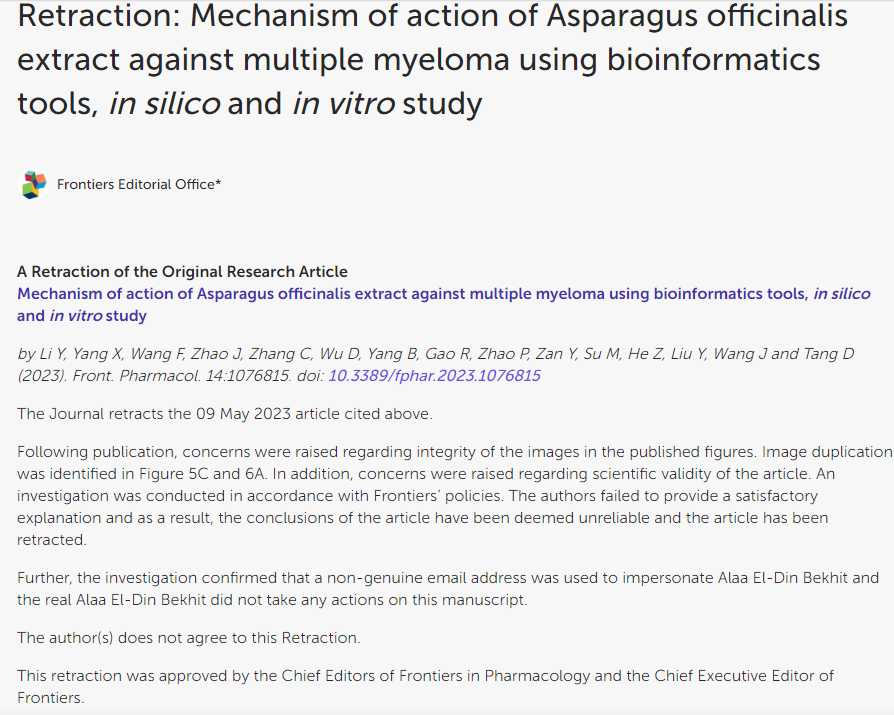 Retraction: Mechanism of action of Asparagus officinalis
extract against multiple myeloma using bioinformatics
tools, in silico and in vitro study
Frontiers Editorial Office*
A Retraction of the Original Research Article
Mechanism of action of Asparagus officinalis extract against multiple myeloma using bioinformatics tools, in silico
and in vitro study
by Li Y, Yang X, Wang F, Zhao J, Zhang C, Wu D, Yang B, Gao R, Zhao P, Zan Y, Su M, He Z, Liu Y, Wang J and Tang D
(2023). Front. Pharmacol. 14:1076815. doi: 10.3389/fphar.2023.1076815
The Journal retracts the 09 May 2023 article cited above.
Following publication, concerns were raised regarding integrity of the images in the published figures. Image duplication
was identified in Figure 5C and 6A. In addition, concerns were raised regarding scientific validity of the article. An
investigation was conducted in accordance with Frontiers’ policies. The authors failed to provide a satisfactory
explanation and as a result, the conclusions of the article have been deemed unreliable and the article has been
retracted.
Further, the investigation confirmed that a non-genuine email address was used to impersonate Alaa El-Din Bekhit and
the real Alaa El-Din Bekhit did not take any actions on this manuscript.
The author(s) does not agree to this Retraction.
This retraction was approved by the Chief Editors of Frontiers in Pharmacology and the Chief Executive Editor of
Frontiers.